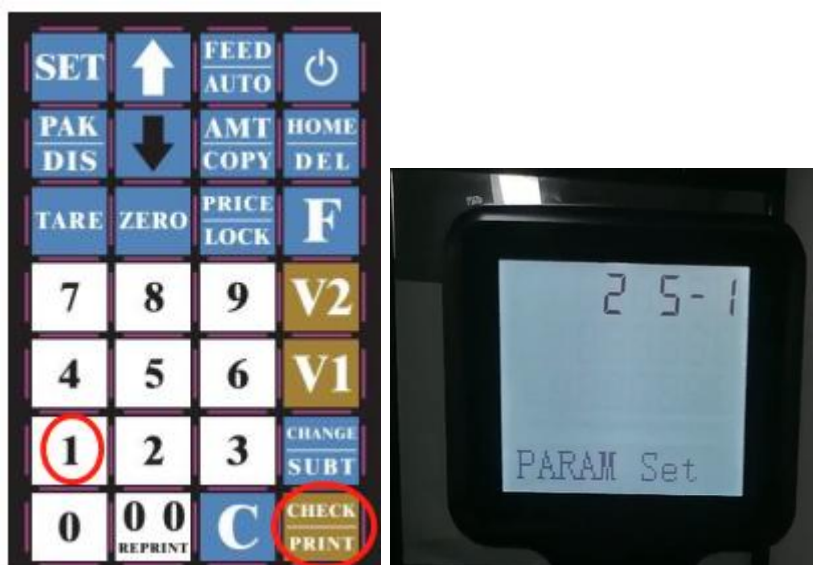 SET
FEED
AUTO
PAK
DIS
AMT
COPY
HOME
DEL
TARE
ZERO
PRICE
LOCK
F
7
8
9
V2
4
5
6
V1
1
2
3
CHANGE
SUBT
0
0 0
REPRINT
C
CHECK
PRINT
2 5-1
PARAM Set